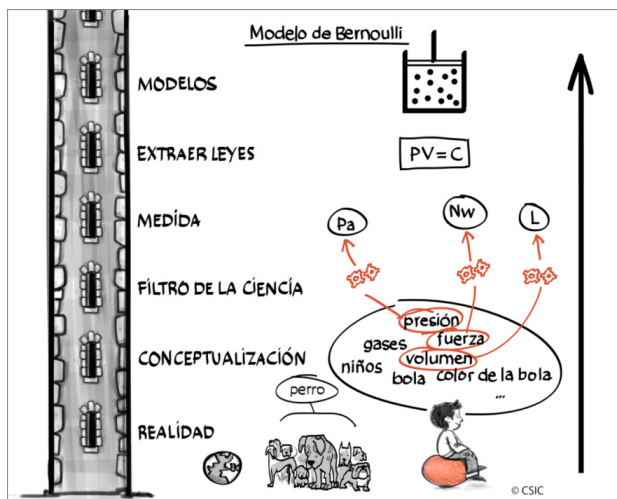 Modelo de Bernoulli
MODELOS
EXTRAER LEYES
PV=C
MEDIDA
Pa
Nw
L
FILTRO DE LA CIENCIA
presión
gases
fuerza
CONCEPTUALIZACIÓN
volumen
niños
bola
color de la bola
...
perro
REALIDAD
© CSIC